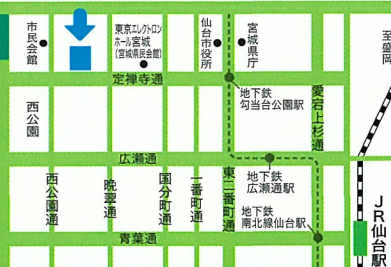 市民会館
東京エレクトロン
ホール宮城
(宮城県民会館)
仙台市役所
宮城県庁
至盛岡
定禅寺通
地下鉄
勾当台公園駅
愛宕上杉通
西公園
広瀬通
地下鉄
広瀬通駅
西公園通
晩翠通
国分町通
一番町通
東二番町通
地下鉄
南北線仙台駅
青葉通
JR仙台駅